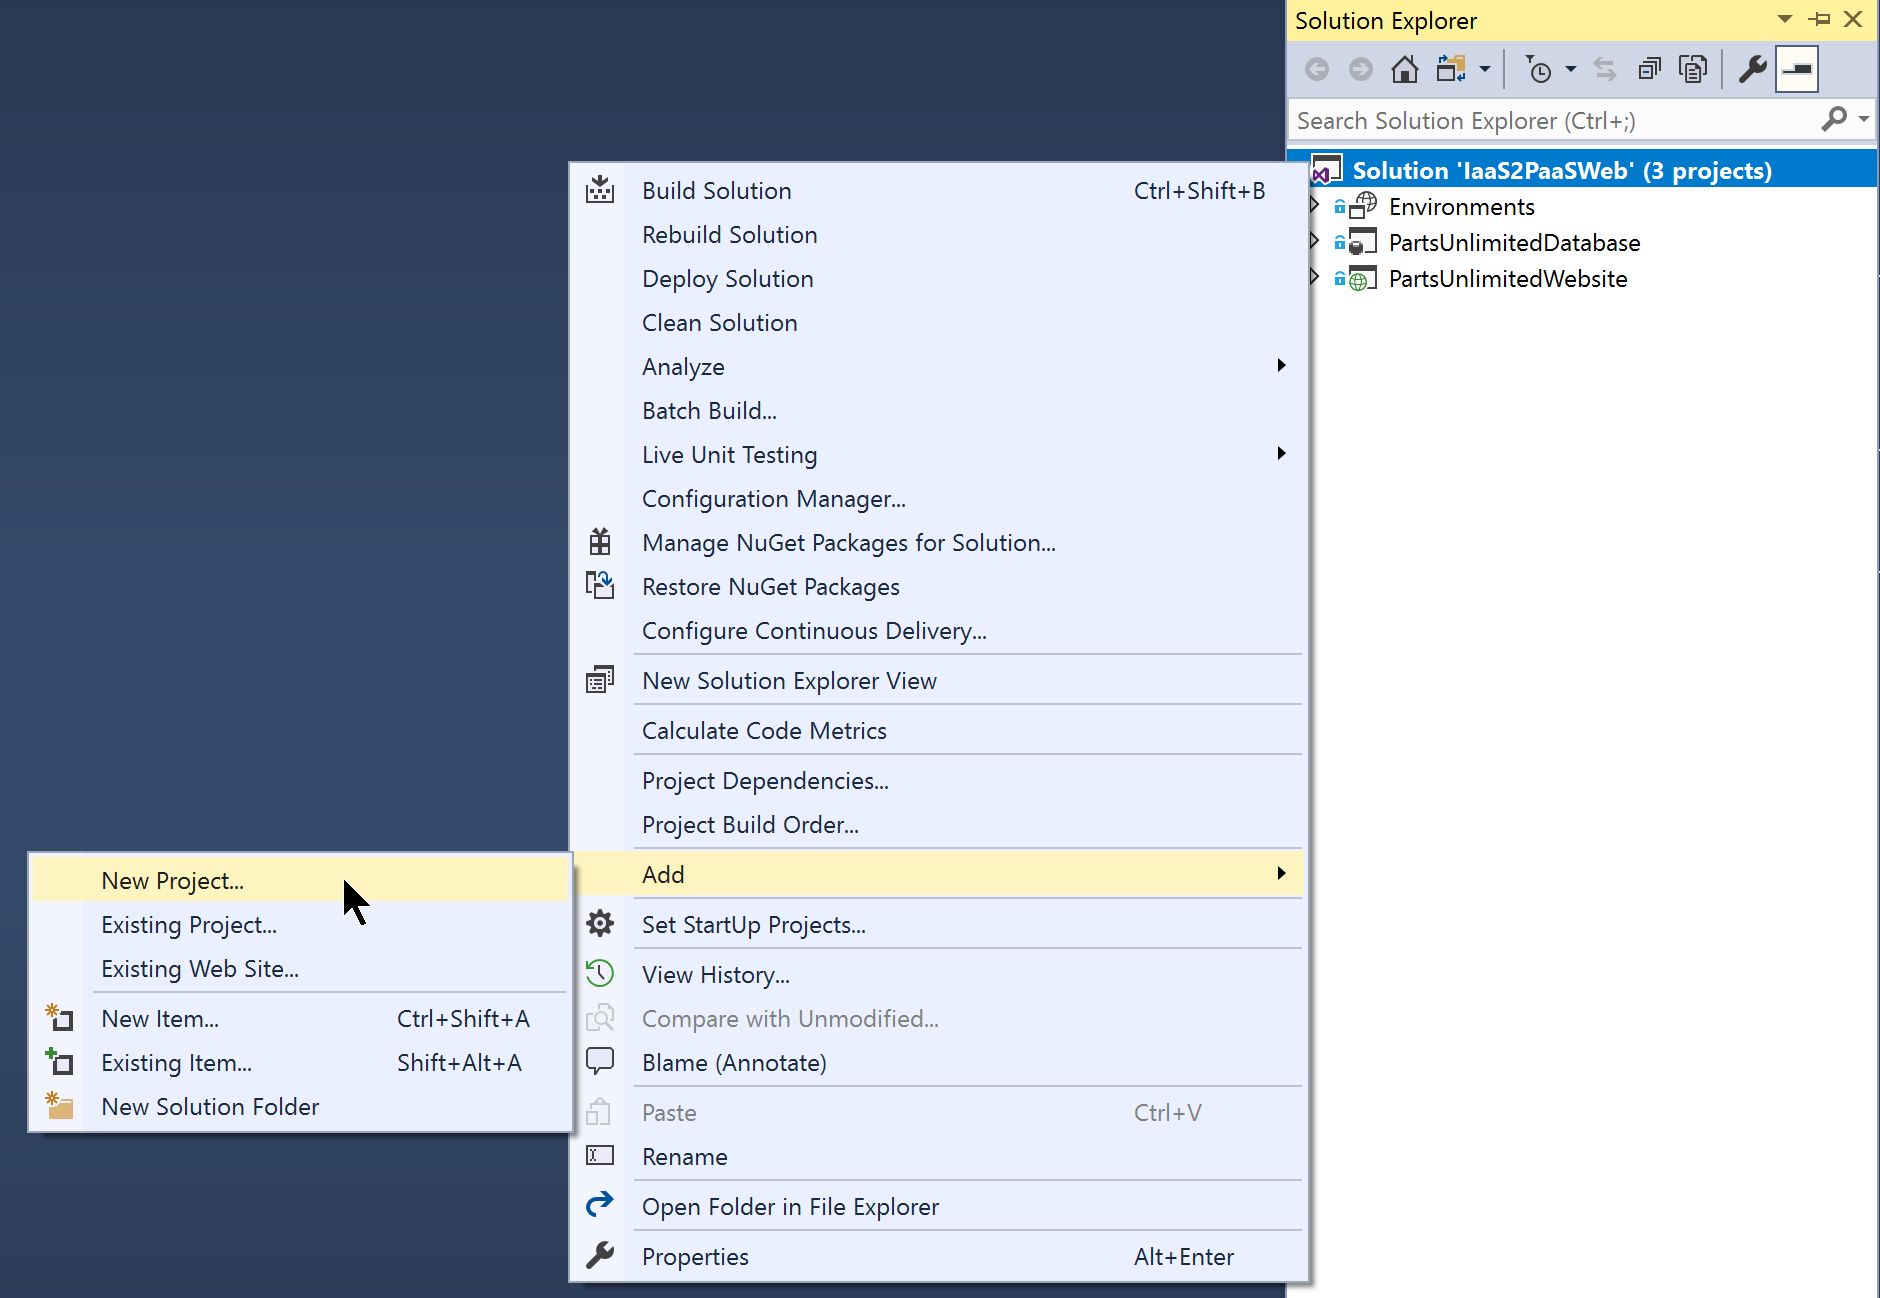 Solution Explorer
Search Solution Explorer (Ctrl+;)
Solution 'IaaS2PaaSWeb' (3 projects)
Environments
PartsUnlimitedDatabase
PartsUnlimitedWebsite
Build Solution Ctrl+Shift+B
Rebuild Solution
Deploy Solution
Clean Solution
Analyze
Batch Build...
Live Unit Testing
Configuration Manager...
Manage NuGet Packages for Solution...
Restore NuGet Packages
Configure Continuous Delivery...
New Solution Explorer View
Calculate Code Metrics
Project Dependencies...
Project Build Order...
Add
Set StartUp Projects...
View History...
Compare with Unmodified...
Blame (Annotate)
Paste Ctrl+V
Rename
Open Folder in File Explorer
Properties Alt+Enter
New Project...
Existing Project...
Existing Web Site...
New Item... Ctrl+Shift+A
Existing Item... Shift+Alt+A
New Solution Folder